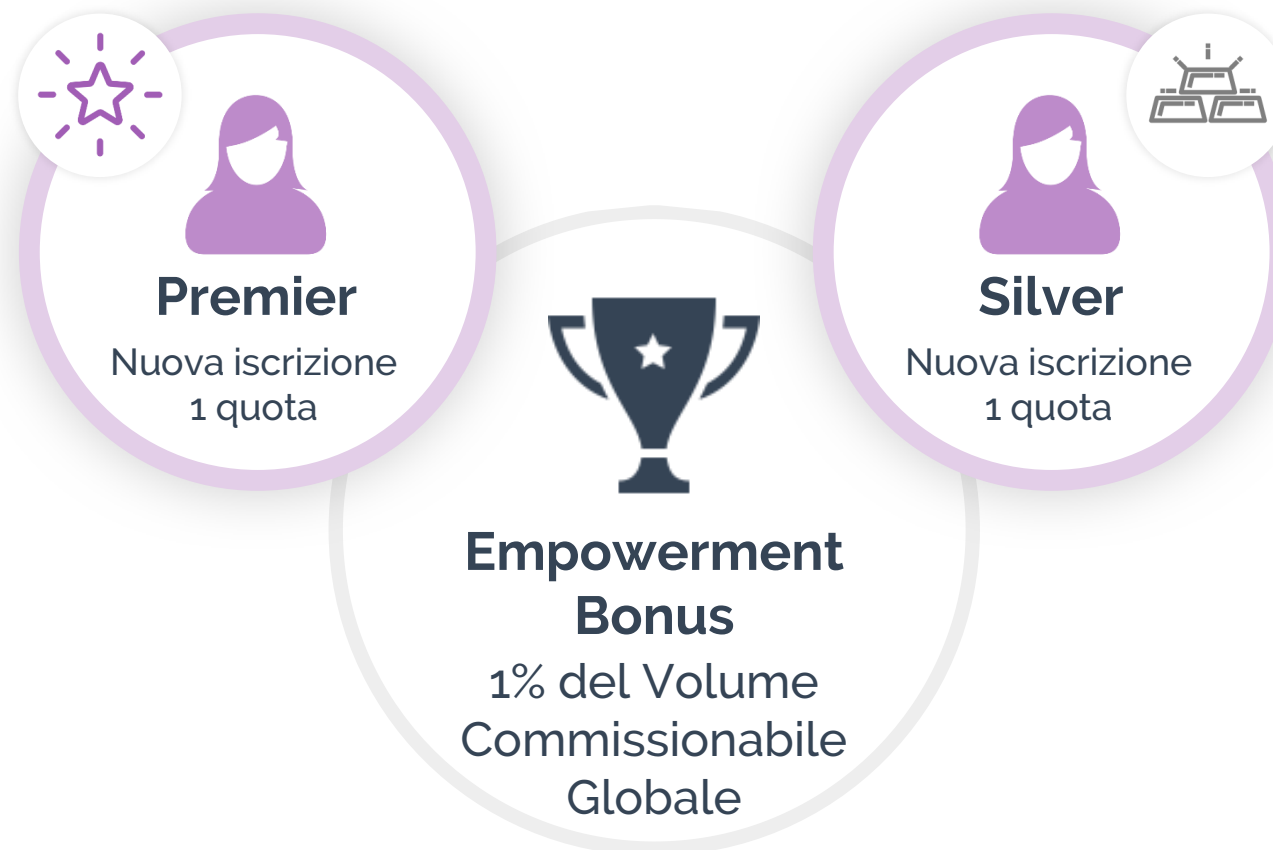 Premier
Nuova iscrizione
1 quota
Silver
Nuova iscrizione
1 quota
Empowerment
Bonus
1% del Volume
Commissionabile
Globale